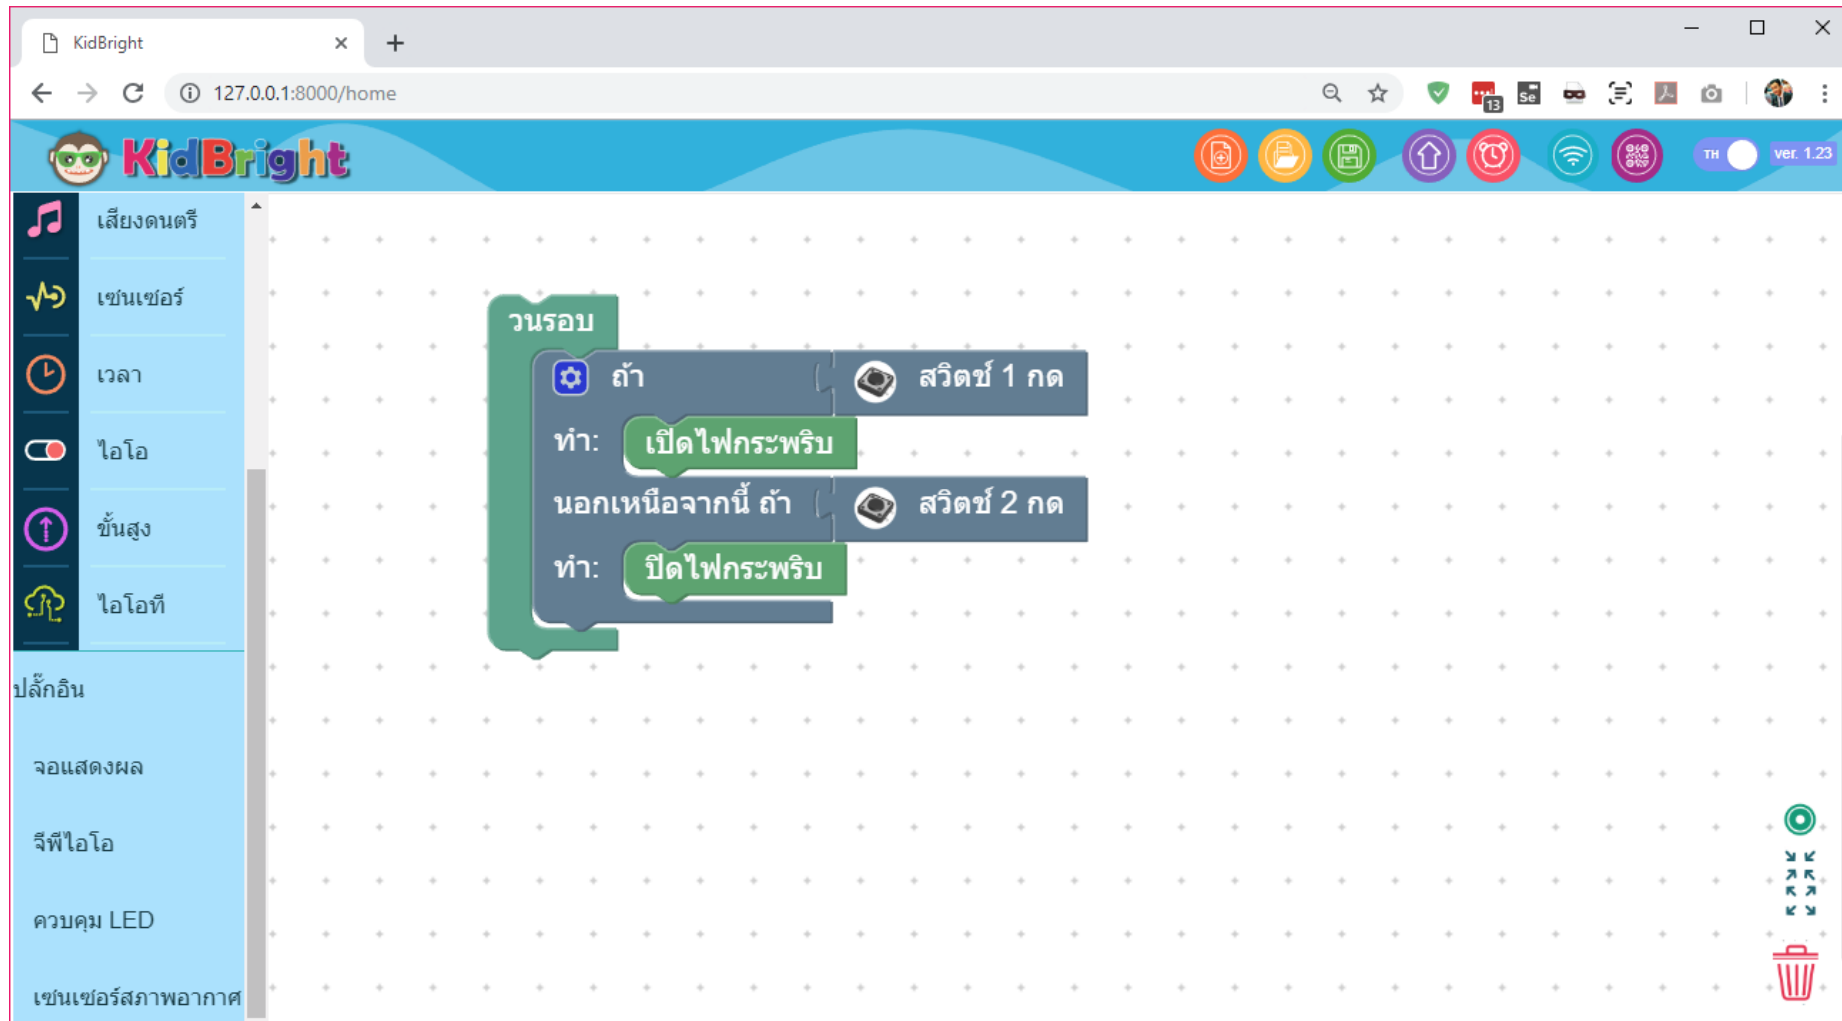 KidBright
127.0.0.1:8000/home
13
Se
KidBright
TH
ver. 1.23
เสียงดนตรี
เซ่นเซอร์
เวลา
ไอโอ
ขั้นสูง
ไอโอที
ปลั๊กอิน
จอแสดงผล
จีพีไอโอ
ควบคุม LED
เซ่นเซอร์สภาพอากาศ
วนรอบ
ถ้า สวิตช์ 1 กด
ทำ: เปิดไฟกระพริบ
นอกเหนือจากนี้ ถ้า สวิตช์ 2 กด
ทำ: ปิดไฟกระพริบ